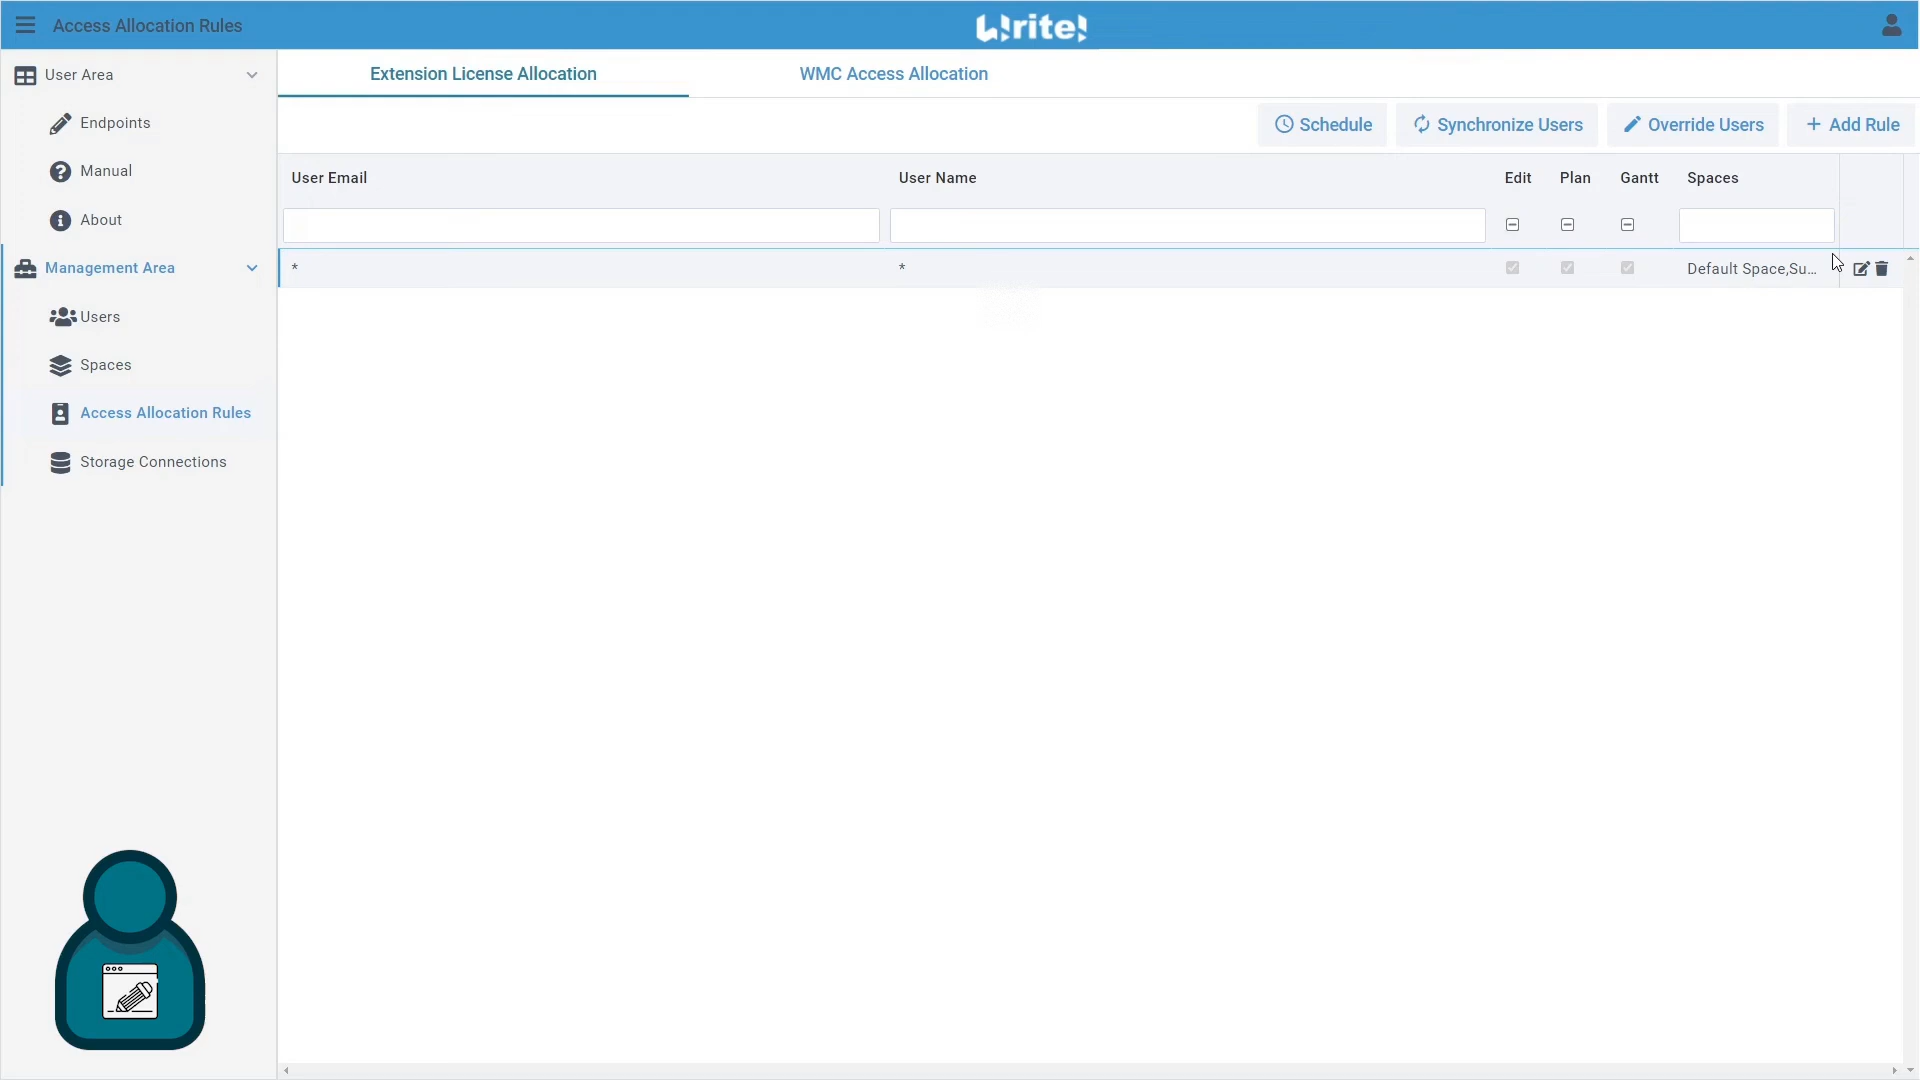 Access Allocation Rules
Write!
User Area
Endpoints
Manual
About
Management Area
Users
Spaces
Access Allocation Rules
Storage Connections
Extension License Allocation
WMC Access Allocation
Schedule
Synchronize Users
Override Users
+ Add Rule
User Email
User Name
Edit
Plan
Gantt
Spaces
*
*
Default Space,Su...